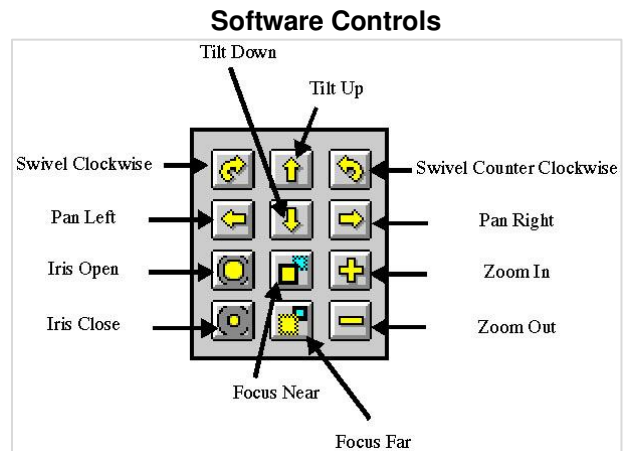 Software Controls
Tilt Down
Tilt Up
Swivel Clockwise
Swivel Counter Clockwise
Pan Left
Pan Right
Iris Open
Zoom In
Iris Close
Zoom Out
Focus Near
Focus Far